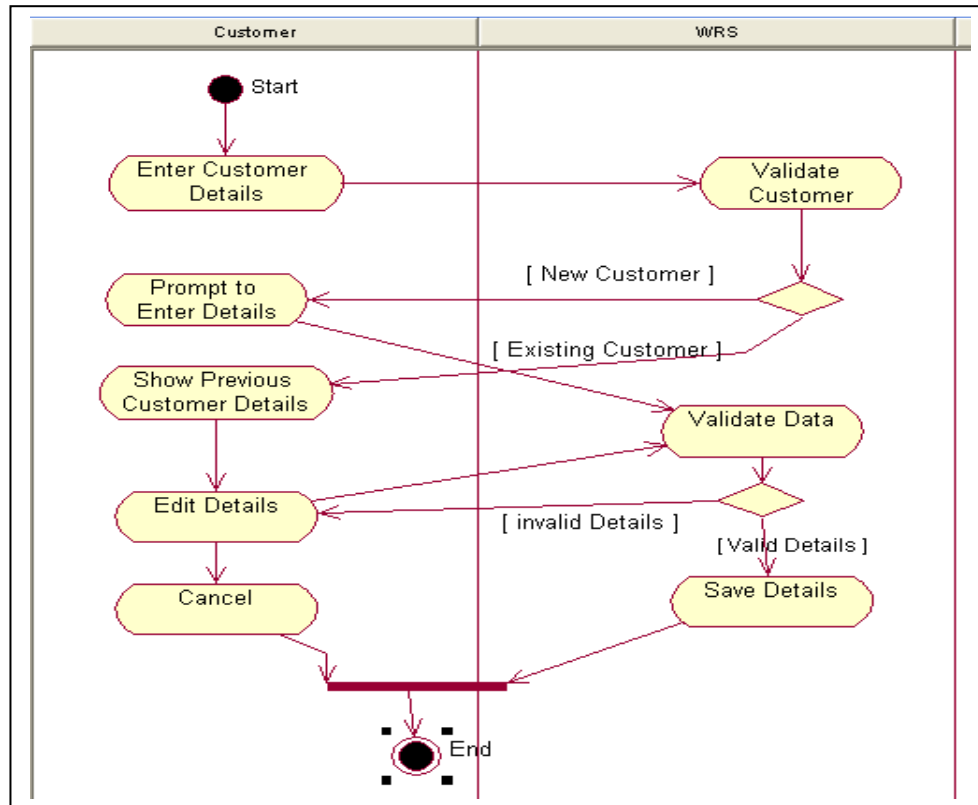 Customer
WRS
Start
Enter Customer
Details
Validate
Customer
[ New Customer ]
Prompt to
Enter Details
[ Existing Customer ]
Show Previous
Customer Details
Validate Data
Edit Details
[ invalid Details ]
[Valid Details ]
Cancel
Save Details
End